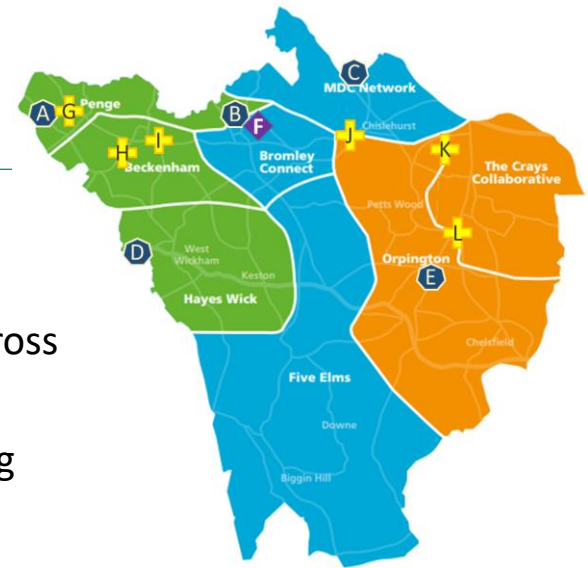 C
MDC Network
A
G
Penge
B
F
Chislehurst
J
H
I
Beckenham
Bromley
Connect
K
The Crays
Collaborative
Petts Wood
D
West
Wickham
Keston
Hayes Wick
L
Orpington
E
ross
Chelsfield
Five Elms
Downe
g
Biggin Hill